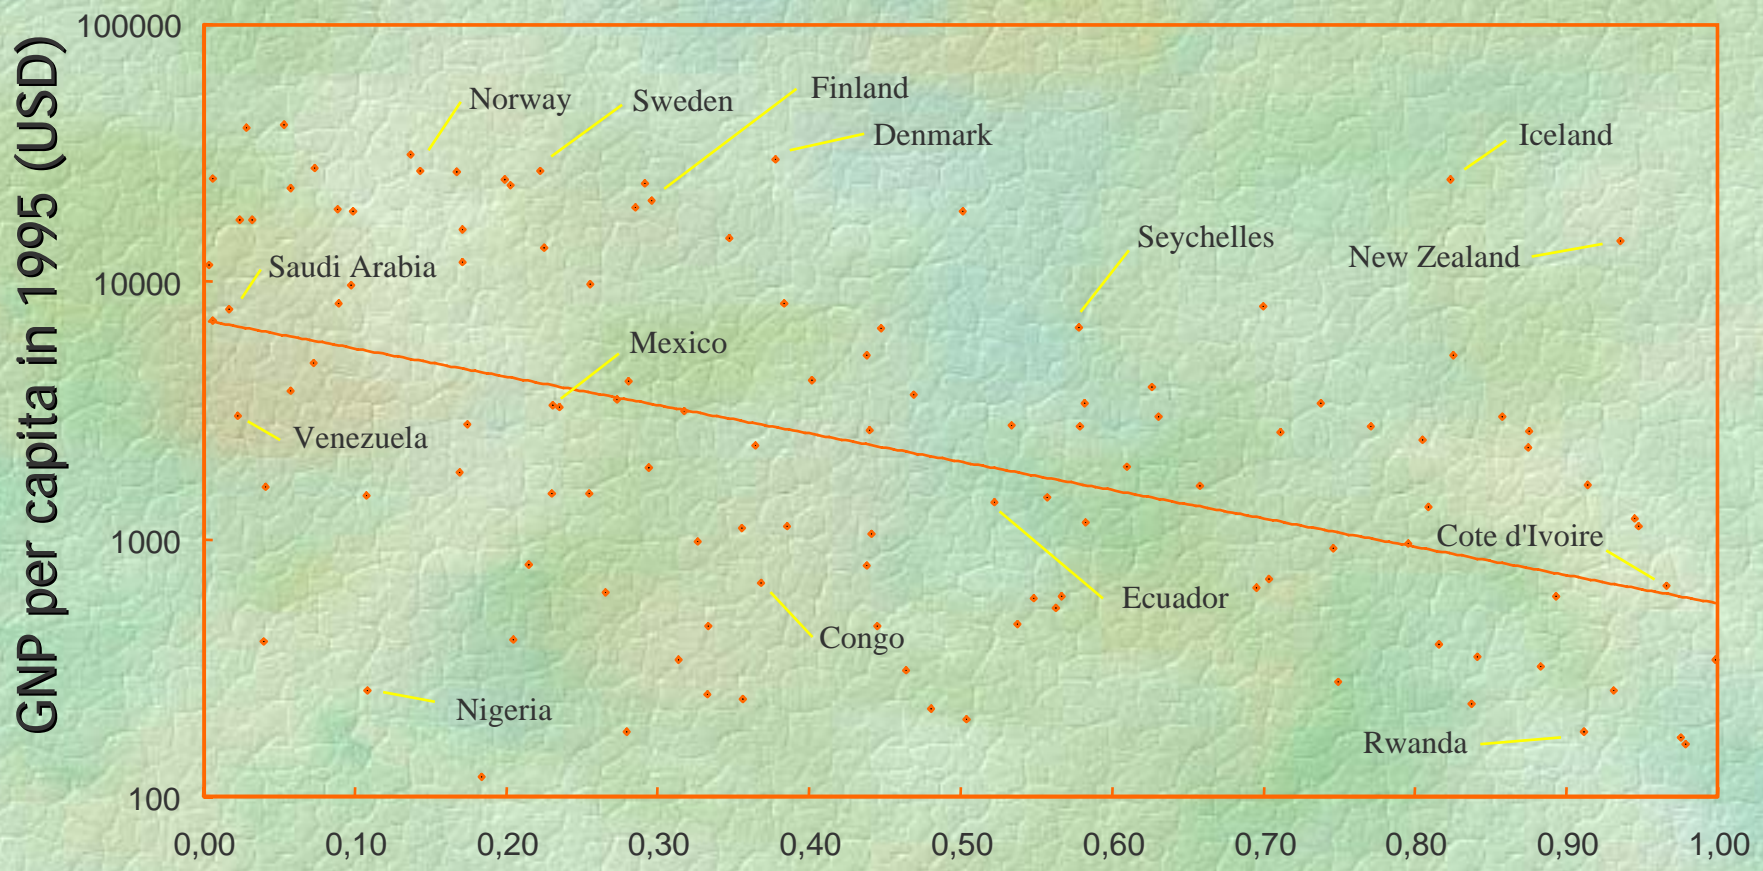 GNP per capita in 1995 (USD)
100000
10000
1000
100
Norway
Sweden
Finland
Denmark
Iceland
Seychelles
New Zealand
Saudi Arabia
Mexico
Venezuela
Cote d'Ivoire
Ecuador
Congo
Nigeria
Rwanda
0,00 0,10 0,20 0,30 0,40 0,50 0,60 0,70 0,80 0,90 1,00